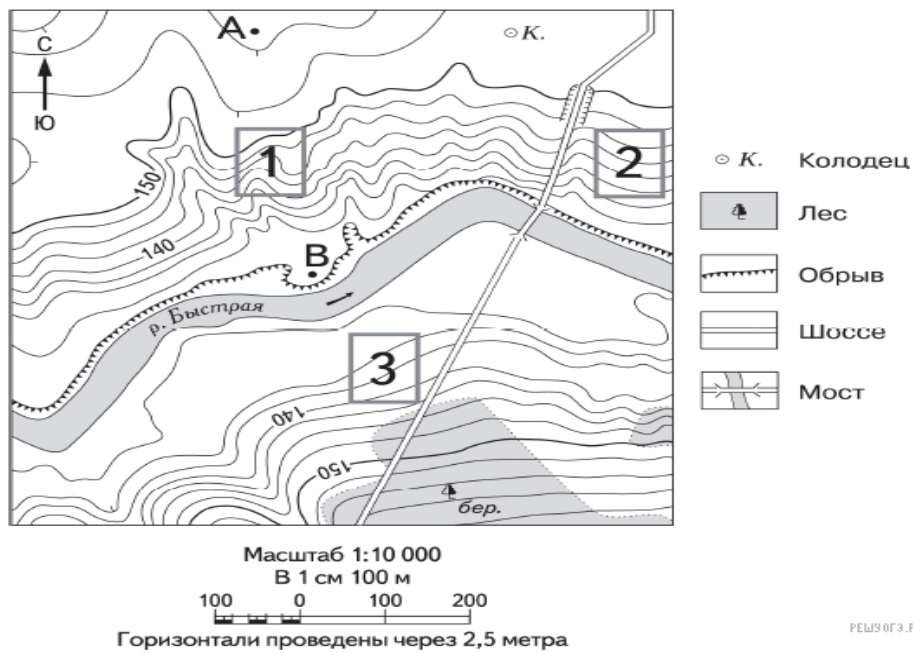 А
К.
С
Ю
1
2
150
140
В
р. Быстрая
3
140
150
бер.
К. Колодец
Лес
Обрыв
Шоссе
Мост
Масштаб 1:10 000
В 1 см 100 м
100 0 100 200
Горизонтали проведены через 2,5 метра